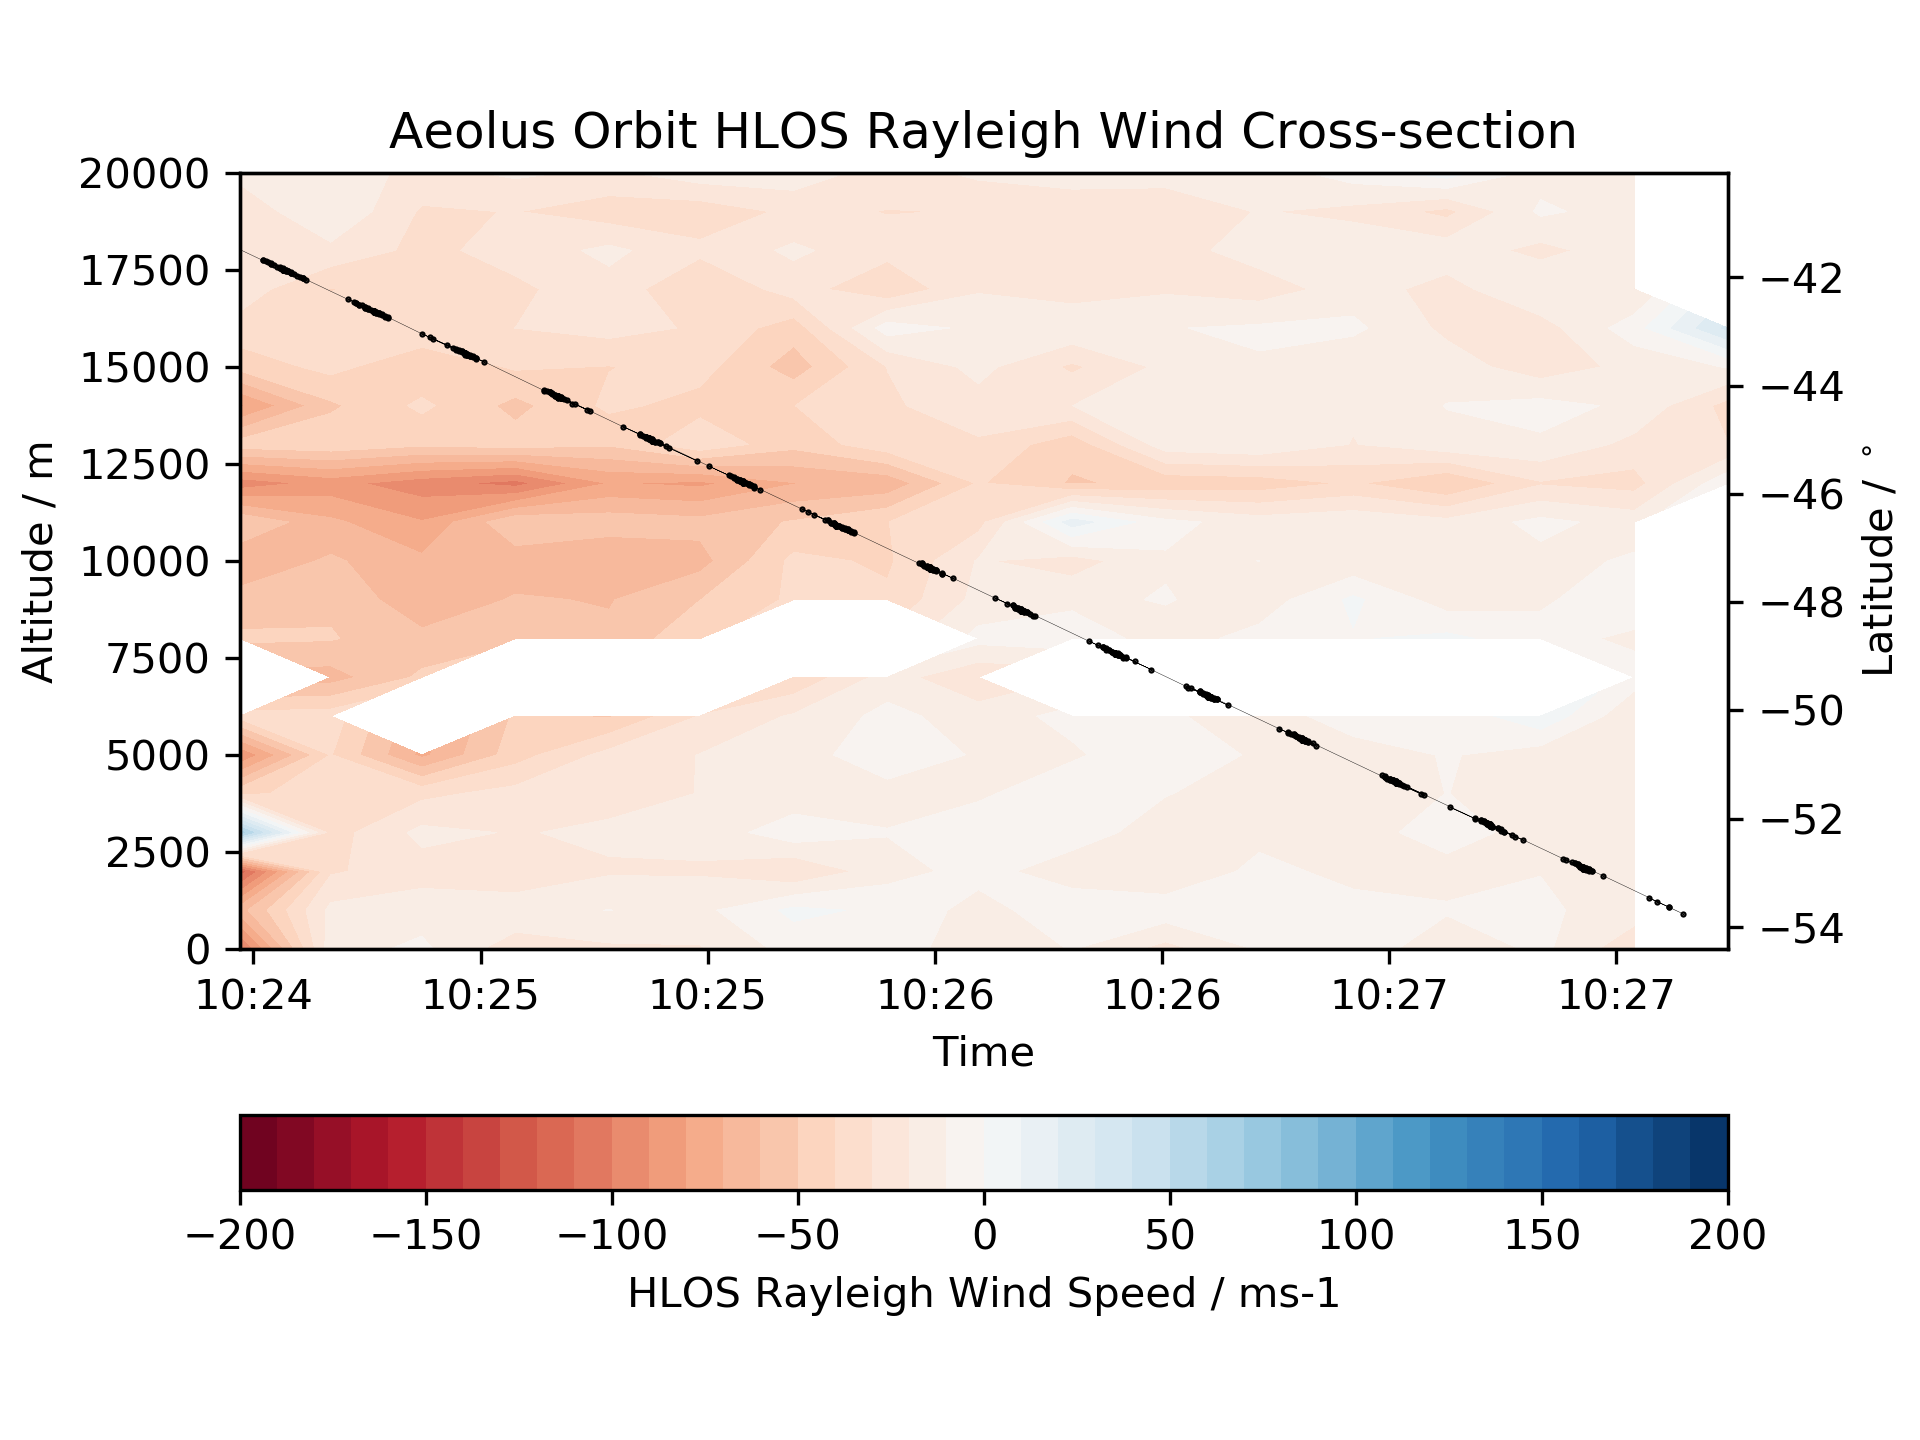 Aeolus Orbit HLOS Rayleigh Wind Cross-section
20000
17500
15000
12500
10000
7500
5000
2500
0
Altitude / m
−42
−44
−46
−48
−50
−52
−54
Latitude / °
10:24 10:25 10:25 10:26 10:26 10:27 10:27
Time
−200 −150 −100 −50 0 50 100 150 200
HLOS Rayleigh Wind Speed / ms-1